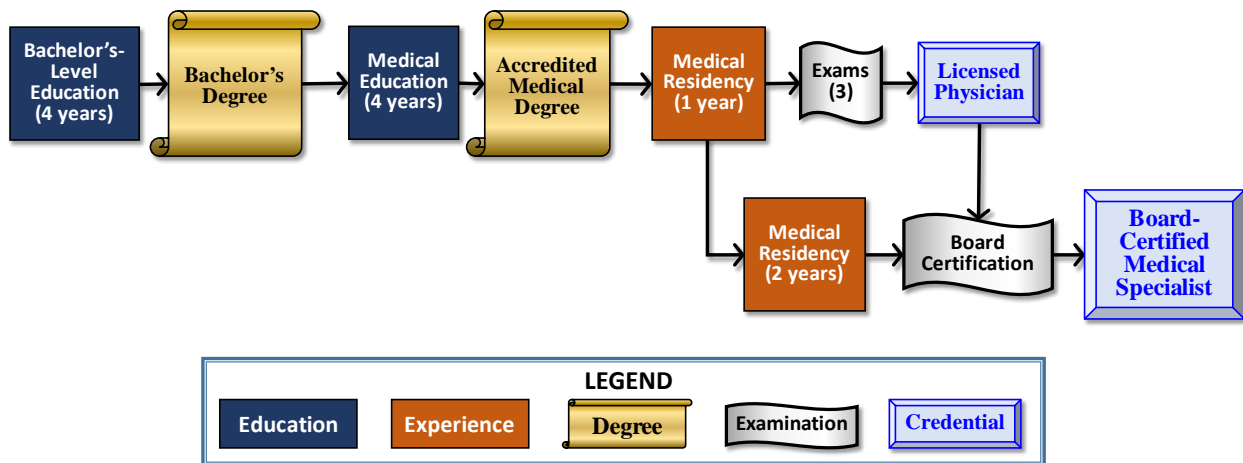 Bachelor's-
Level
Education
(4 years)
Bachelor's
Degree
Medical
Education
(4 years)
Accredited
Medical
Degree
Medical
Residency
(1 year)
Exams
(3)
Licensed
Physician
Medical
Residency
(2 years)
Board
Certification
Board-
Certified
Medical
Specialist
LEGEND
Education
Experience
Degree
Examination
Credential